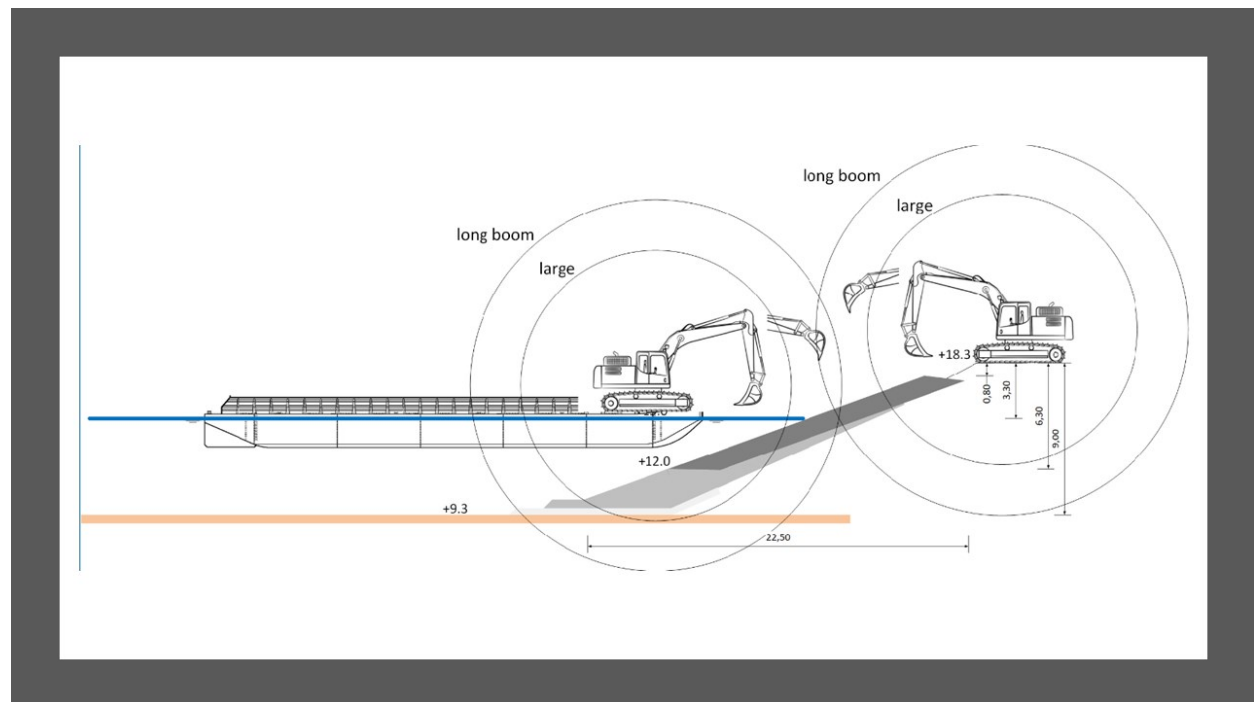 long boom
large
long boom
large
+18.3
0,80
3,30
6,30
9,00
+12.0
+9.3
22,50